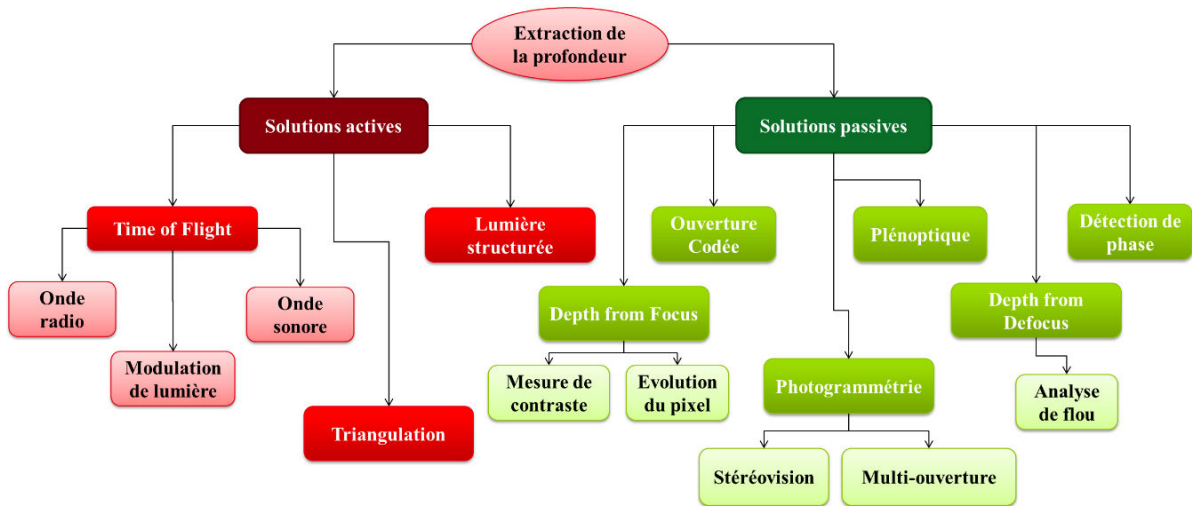 Extraction de
la profondeur
Solutions actives
Solutions passives
Time of Flight
Lumière
structurée
Ouverture
Codée
Plénoptique
Détection de
phase
Onde
radio
Onde
sonore
Modulation
de lumière
Triangulation
Depth from Focus
Depth from
Defocus
Mesure de
contraste
Evolution
du pixel
Photogrammétrie
Analyse
de flou
Stéréovision
Multi-ouverture